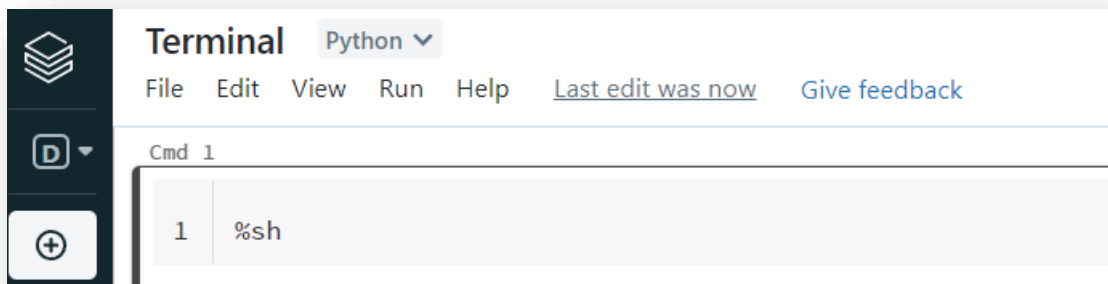 Terminal Python
File Edit View Run Help Last edit was now Give feedback
D
Cmd 1
1 %sh